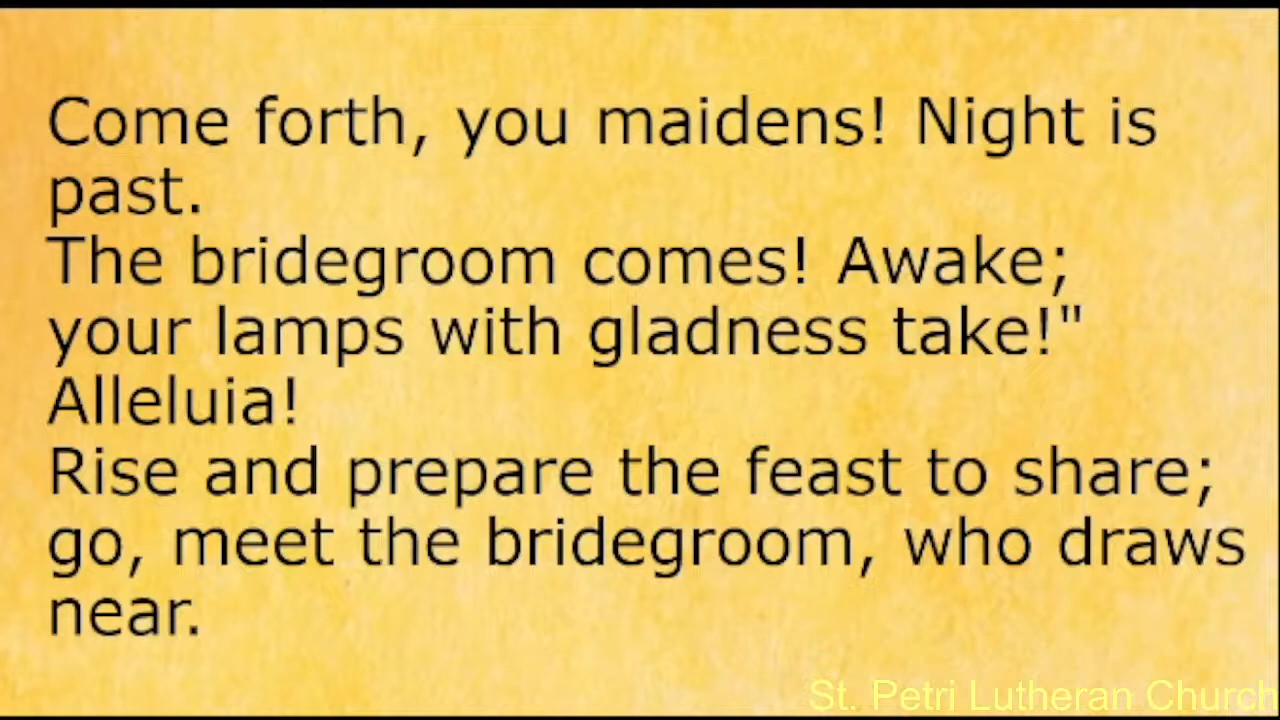 Come forth, you maidens! Night is
past.
The bridegroom comes! Awake;
your lamps with gladness take!"
Alleluia!
Rise and prepare the feast to share;
go, meet the bridegroom, who draws
near.
St. Petri Lutheran Church